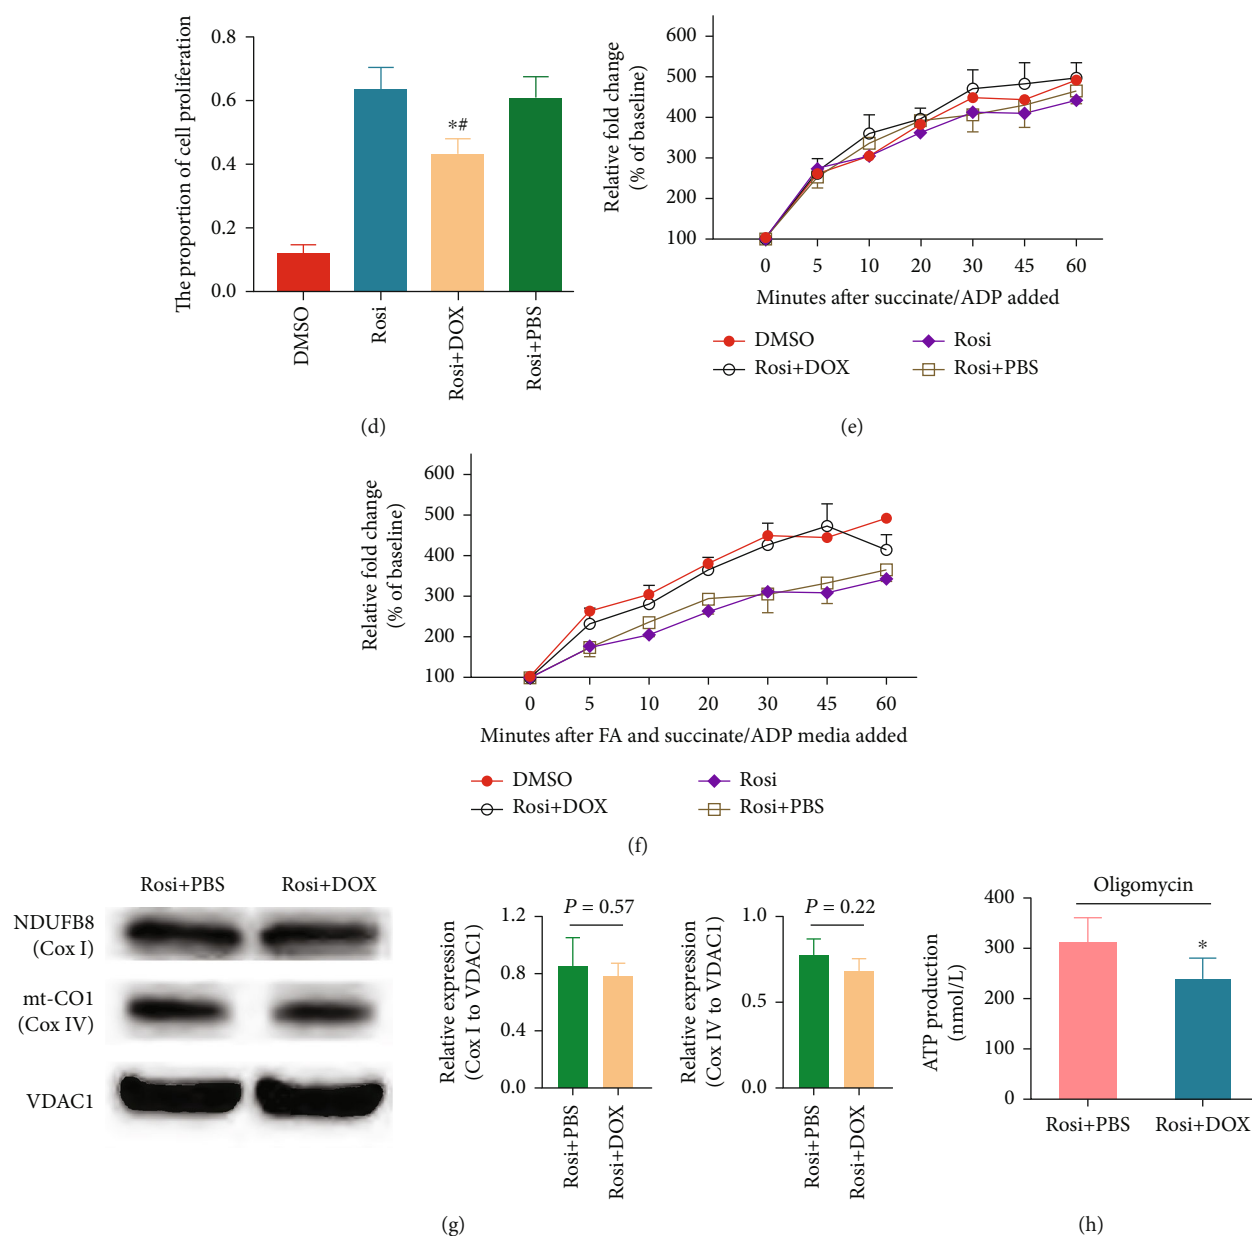 The proportion of cell proliferation
0.8
0.6
0.4
0.2
0.0
*#
DMSO
Rosi
Rosi+DOX
Rosi+PBS
(d)
Relative fold change
(% of baseline)
600
500
400
300
200
100
0 5 10 20 30 45 60
Minutes after succinate/ADP added
DMSO
Rosi
Rosi+DOX
Rosi+PBS
(e)
Relative fold change
(% of baseline)
600
500
400
300
200
100
0 5 10 20 30 45 60
Minutes after FA and succinate/ADP media added
DMSO
Rosi
Rosi+DOX
Rosi+PBS
(f)
Rosi+PBS Rosi+DOX
NDUFB8
(Cox I)
mt-CO1
(Cox IV)
VDAC1
Relative expression
(Cox I to VDAC1)
1.2
0.8
0.4
0.0
P = 0.57
Rosi+PBS
Rosi+DOX
Relative expression
(Cox IV to VDAC1)
1.0
0.5
0.0
P = 0.22
Rosi+PBS
Rosi+DOX
(g)
ATP production
(nmol/L)
400
300
200
100
0
Oligomycin
*
Rosi+PBS Rosi+DOX
(h)